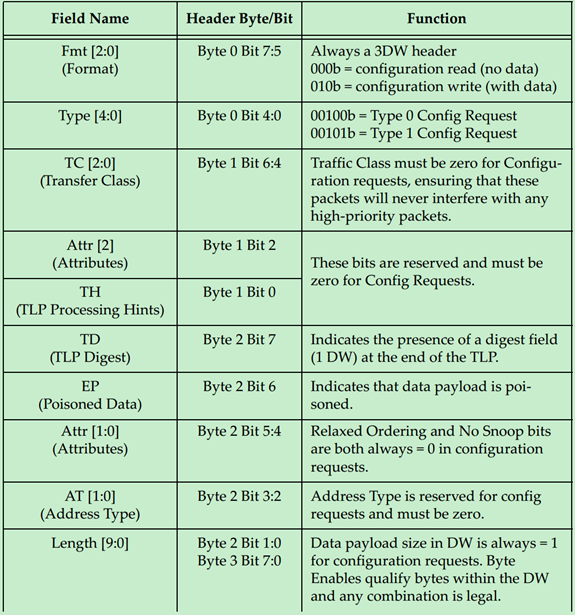 Field Name Header Byte/Bit Function
Fmt [2:0] Byte 0 Bit 7:5 Always a 3DW header
(Format) 000b = configuration read (no data)
010b = configuration write (with data)
Type [4:0] Byte 0 Bit 4:0 00100b = Type 0 Config Request
00101b = Type 1 Config Request
TC [2:0] Byte 1 Bit 6:4 Traffic Class must be zero for Configu-
(Transfer Class) ration requests, ensuring that these
packets will never interfere with any
high-priority packets.
Attr [2] Byte 1 Bit 2
(Attributes)
These bits are reserved and must be
zero for Config Requests.
TH Byte 1 Bit 0
(TLP Processing Hints)
TD Byte 2 Bit 7 Indicates the presence of a digest field
(TLP Digest) (1 DW) at the end of the TLP.
EP Byte 2 Bit 6 Indicates that data payload is poi-
(Poisoned Data) soned.
Attr [1:0] Byte 2 Bit 5:4 Relaxed Ordering and No Snoop bits
(Attributes) are both always = 0 in configuration
requests.
AT [1:0] Byte 2 Bit 3:2 Address Type is reserved for config
(Address Type) requests and must be zero.
Length [9:0] Byte 2 Bit 1:0 Data payload size in DW is always = 1
Byte 3 Bit 7:0 for configuration requests. Byte
Enables qualify bytes within the DW
and any combination is legal.